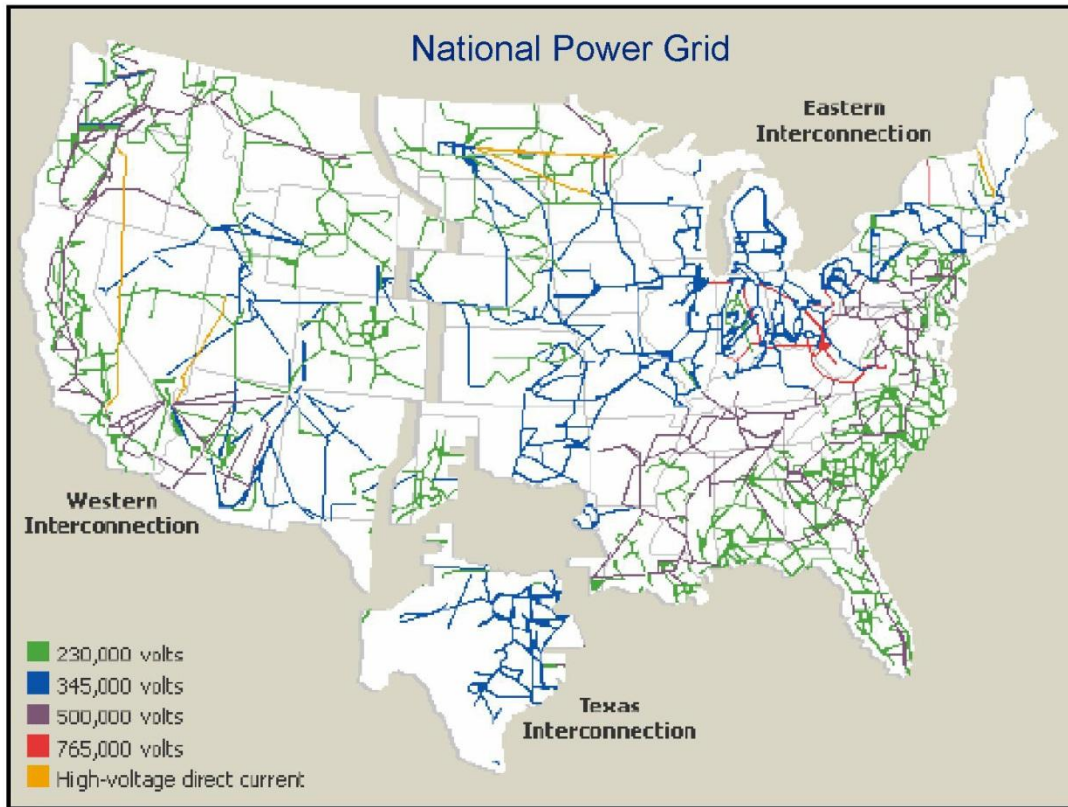 National Power Grid
Eastern
Interconnection
Western
Interconnection
Texas
Interconnection
230,000 volts
345,000 volts
500,000 volts
765,000 volts
High-voltage direct current